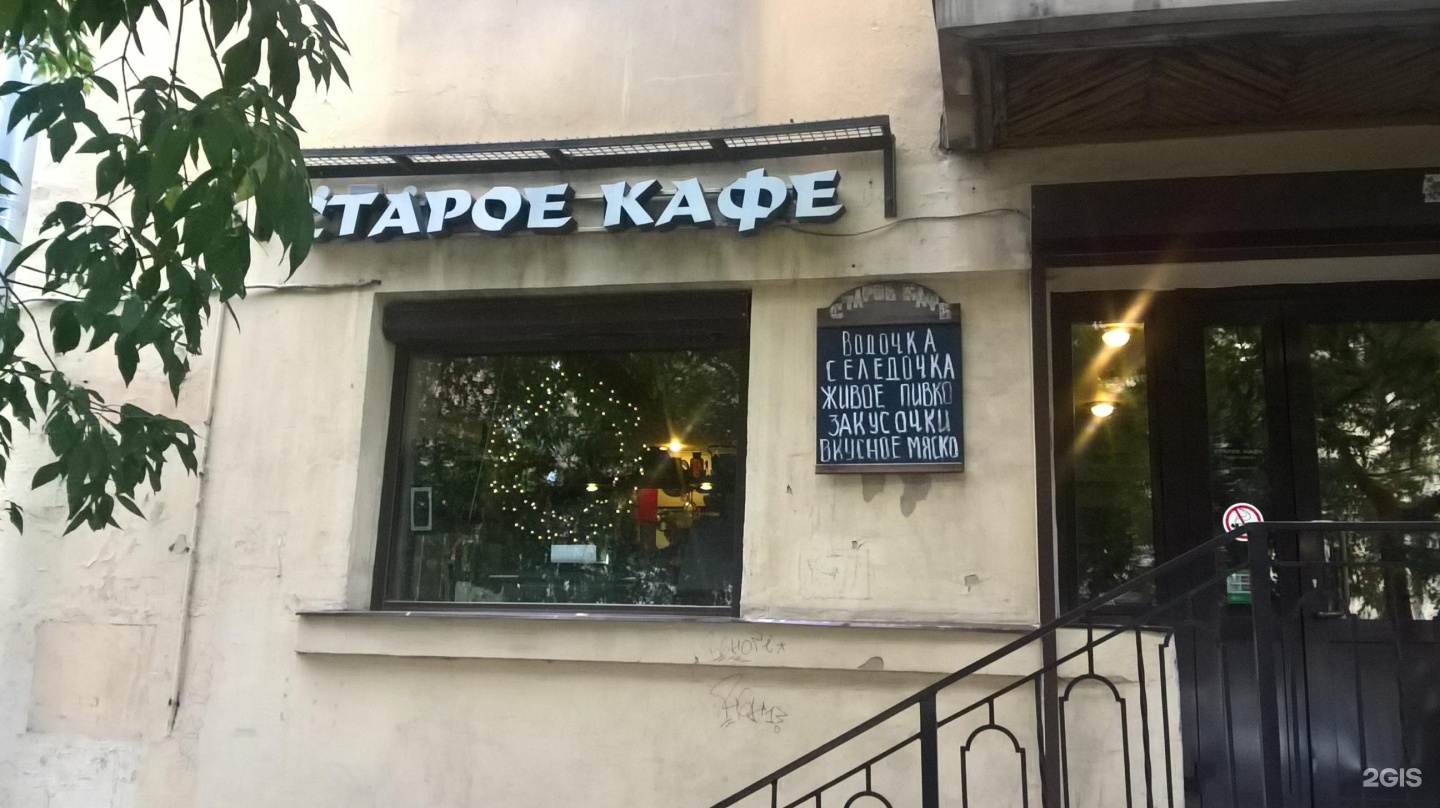 СТАРОЕ КАФЕ
СТАРОЕ КАФЕ
ВОДОЧКА
СЕЛЕДОЧКА
ЖИВОЕ ПИВКО
ЗАКУСОЧКИ
ВКУСНОЕ МЯСКО
2GIS